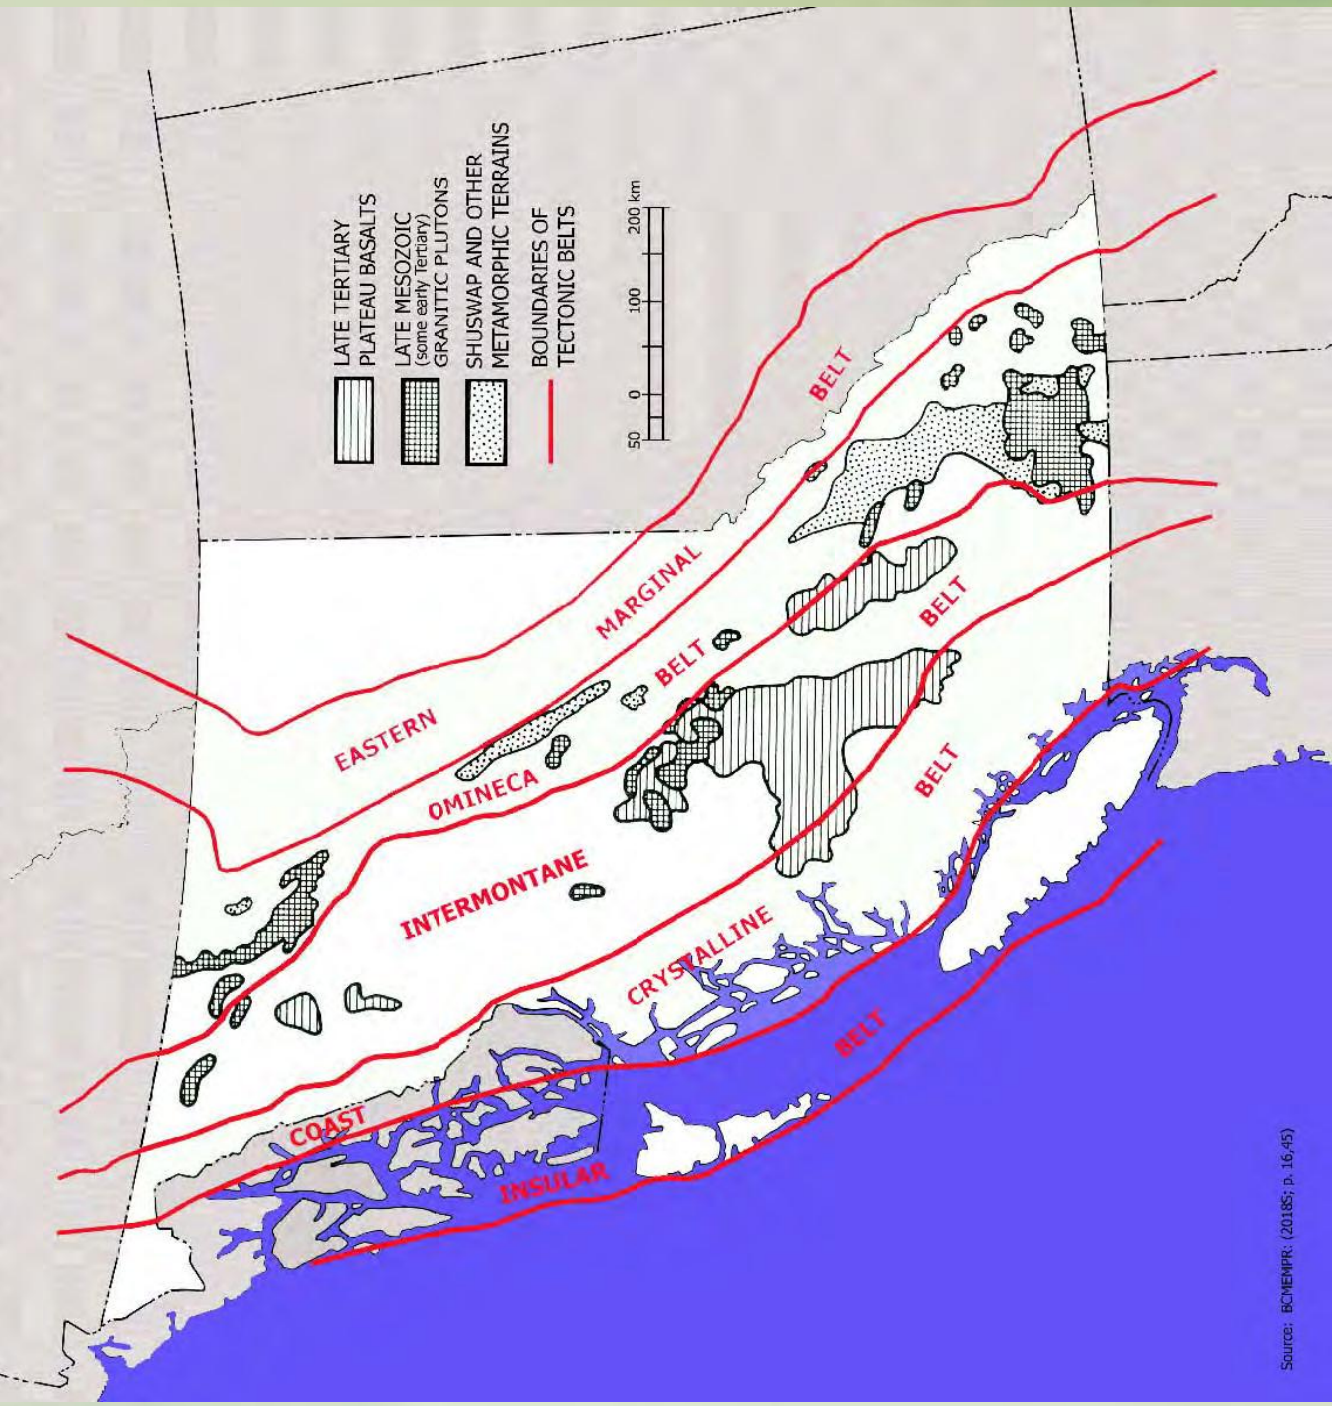 LATE TERTIARY
PLATEAU BASALTS
LATE MESOZOIC
(some early Tertiary)
GRANITIC PLUTONS
SHUSWAP AND OTHER
METAMORPHIC TERRAINS
BOUNDARIES OF
TECTONIC BELTS
50 0 100 200 km
EASTERN MARGINAL BELT
OMINECA BELT
INTERMONTANE BELT
COAST CRYSTALLINE BELT
INSULAR BELT
Source: BCMEMPR: (2018S; p. 16,45)